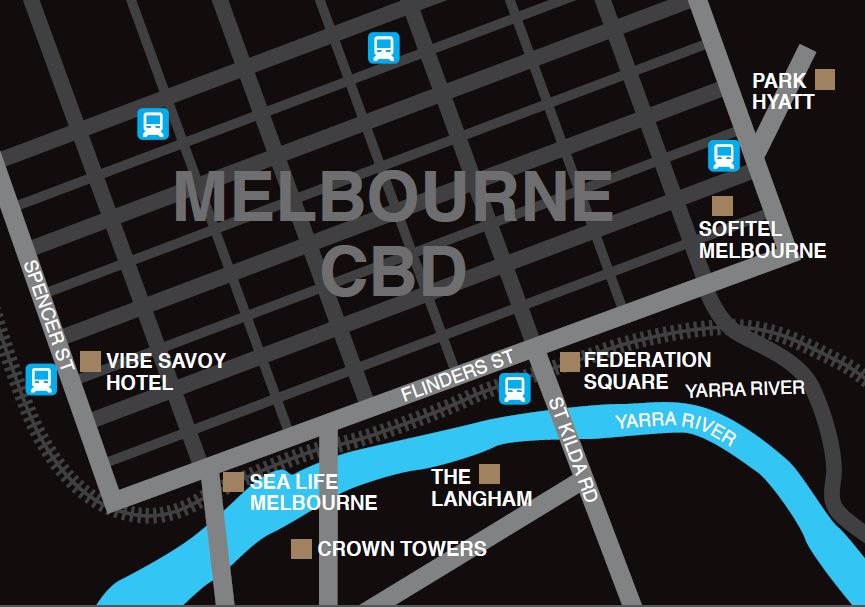 PARK
HYATT
MELBOURNE
CBD
SOFITEL
MELBOURNE
SPENCER ST
VIBE SAVOY
HOTEL
FLINDERS ST
FEDERATION
SQUARE
YARRA RIVER
YARRA RIVER
ST KILDA RD
SEA LIFE
MELBOURNE
THE
LANGHAM
CROWN TOWERS